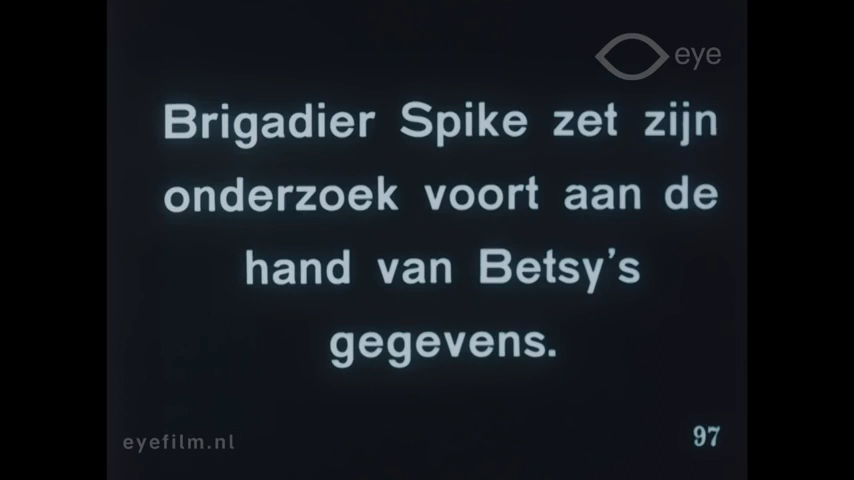 eye
Brigadier Spike zet zijn
onderzoek voort aan de
hand van Betsy's
gegevens.
eyefilm.nl
97